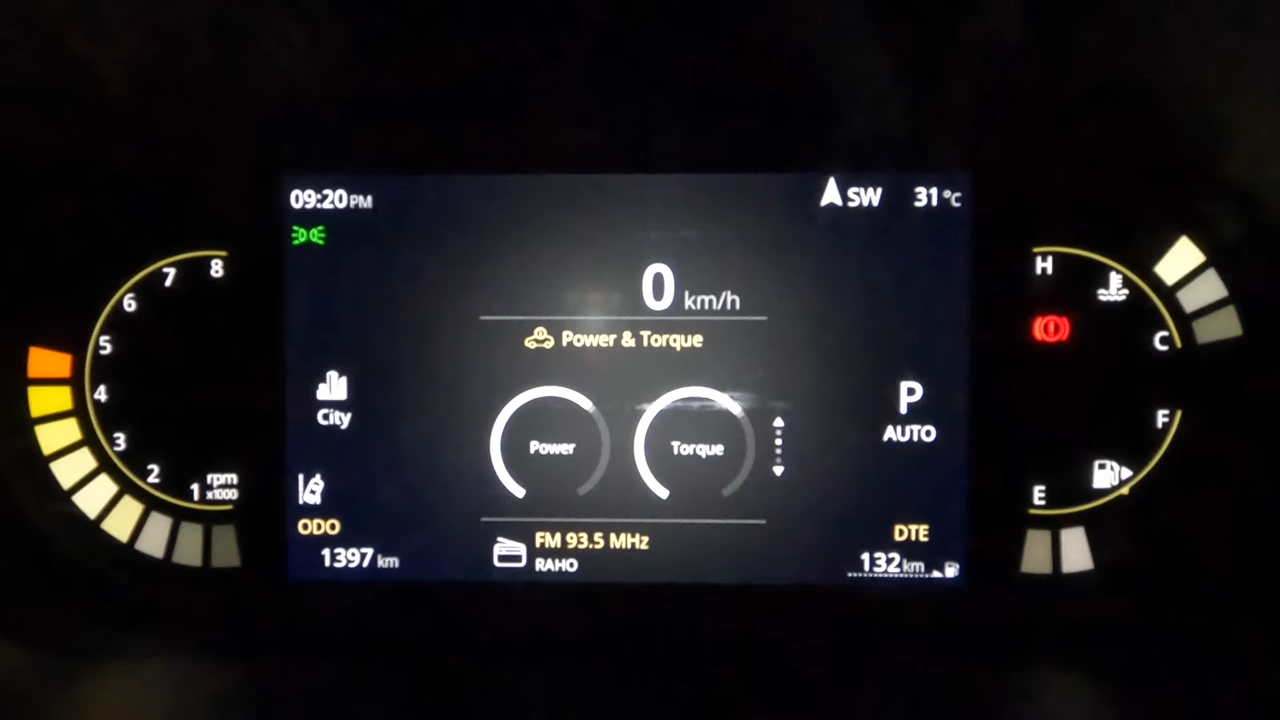 09:20 PM
SW 31°C
0 km/h
Power & Torque
Power
Torque
City
P
AUTO
ODO
1397 km
FM 93.5 MHz
RAHO
DTE
132 km
8
7
6
5
4
3
2
1 rpm x1000
H
C
F
E